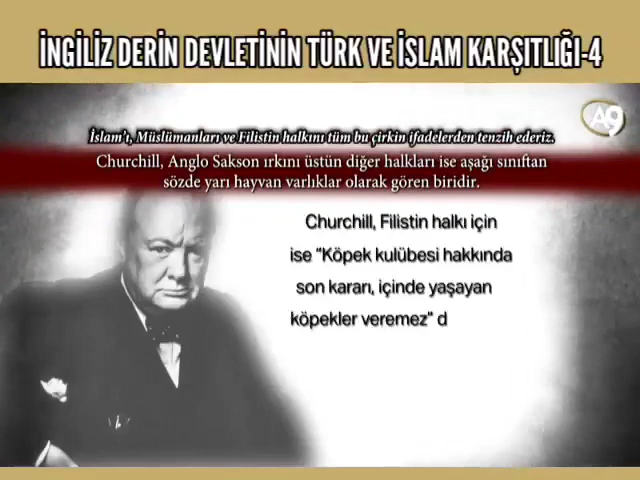 İNGİLİZ DERİN DEVLETİNİN TÜRK VE İSLAM KARŞITLIĞI-4
A9
İslam'ı, Müslümanları ve Filistin halkını tüm bu çirkin ifadelerden tenzih ederiz.
Churchill, Anglo Sakson ırkını üstün diğer halkları ise aşağı sınıftan
sözde yarı hayvan varlıklar olarak gören biridir.
Churchill, Filistin halkı için
ise "Köpek kulübesi hakkında
son kararı, içinde yaşayan
köpekler veremez" d